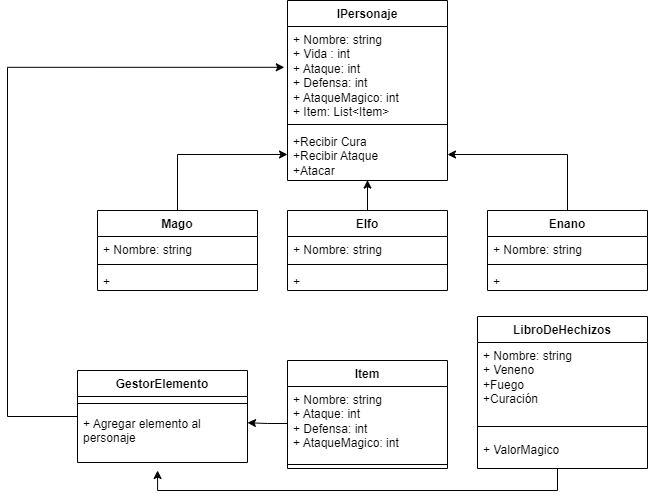 IPersonaje
+ Nombre: string
+ Vida : int
+ Ataque: int
+ Defensa: int
+ AtaqueMagico: int
+ Item: List<Item>
+Recibir Cura
+Recibir Ataque
+Atacar
Mago
+ Nombre: string
+
Elfo
+ Nombre: string
+
Enano
+ Nombre: string
+
GestorElemento
+ Agregar elemento al
personaje
Item
+ Nombre: string
+ Ataque: int
+ Defensa: int
+ AtaqueMagico: int
LibroDeHechizos
+ Nombre: string
+ Veneno
+Fuego
+Curación
+ ValorMagico